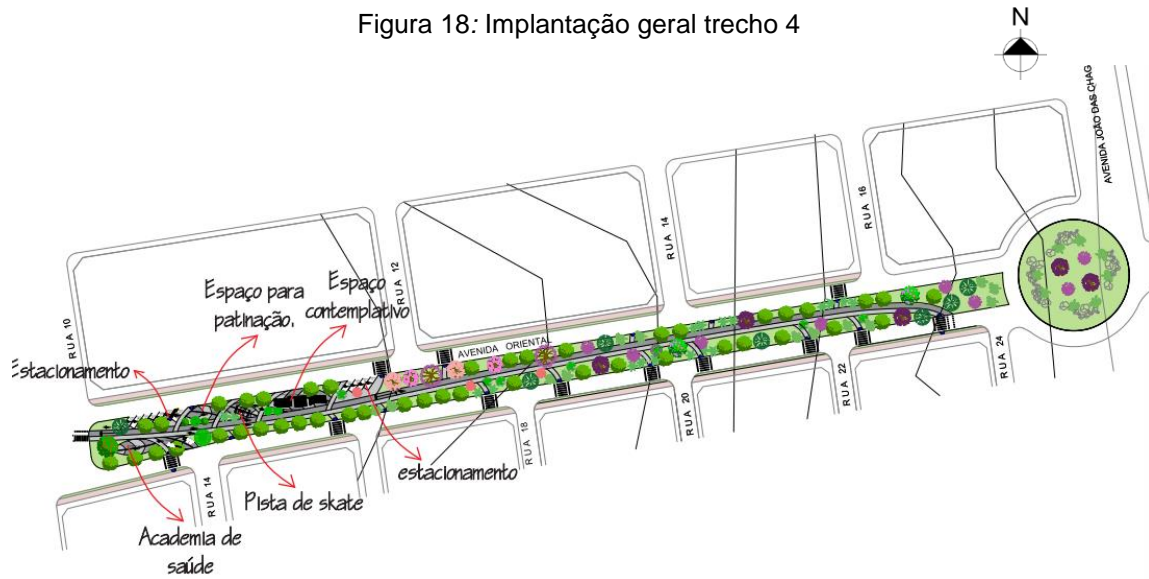 Figura 18: Implantação geral trecho 4
N
AVENIDA JOÃO DAS CHAG
RUA 16
RUA 14
RUA 12
RUA 10
Espaço para
patinação.
Espaço
contemplativo
Estacionamento
AVENIDA ORIENTAL
RUA 24
RUA 22
RUA 20
RUA 18
RUA 14
estacionamento
Pista de skate
Academia de
saúde